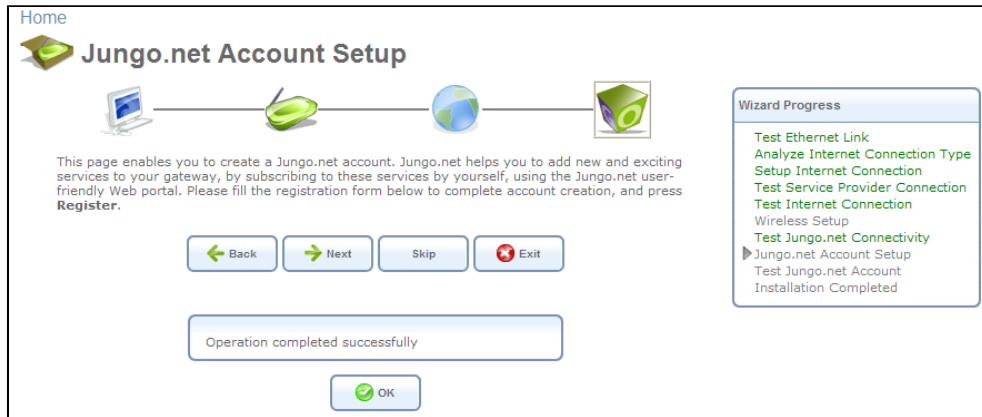 Home
Jungo.net Account Setup
This page enables you to create a Jungo.net account. Jungo.net helps you to add new and exciting
services to your gateway, by subscribing to these services by yourself, using the Jungo.net user-
friendly Web portal. Please fill the registration form below to complete account creation, and press
Register.
Back Next Skip Exit
Operation completed successfully
OK
Wizard Progress
Test Ethernet Link
Analyze Internet Connection Type
Setup Internet Connection
Test Service Provider Connection
Test Internet Connection
Wireless Setup
Test Jungo.net Connectivity
Jungo.net Account Setup
Test Jungo.net Account
Installation Completed